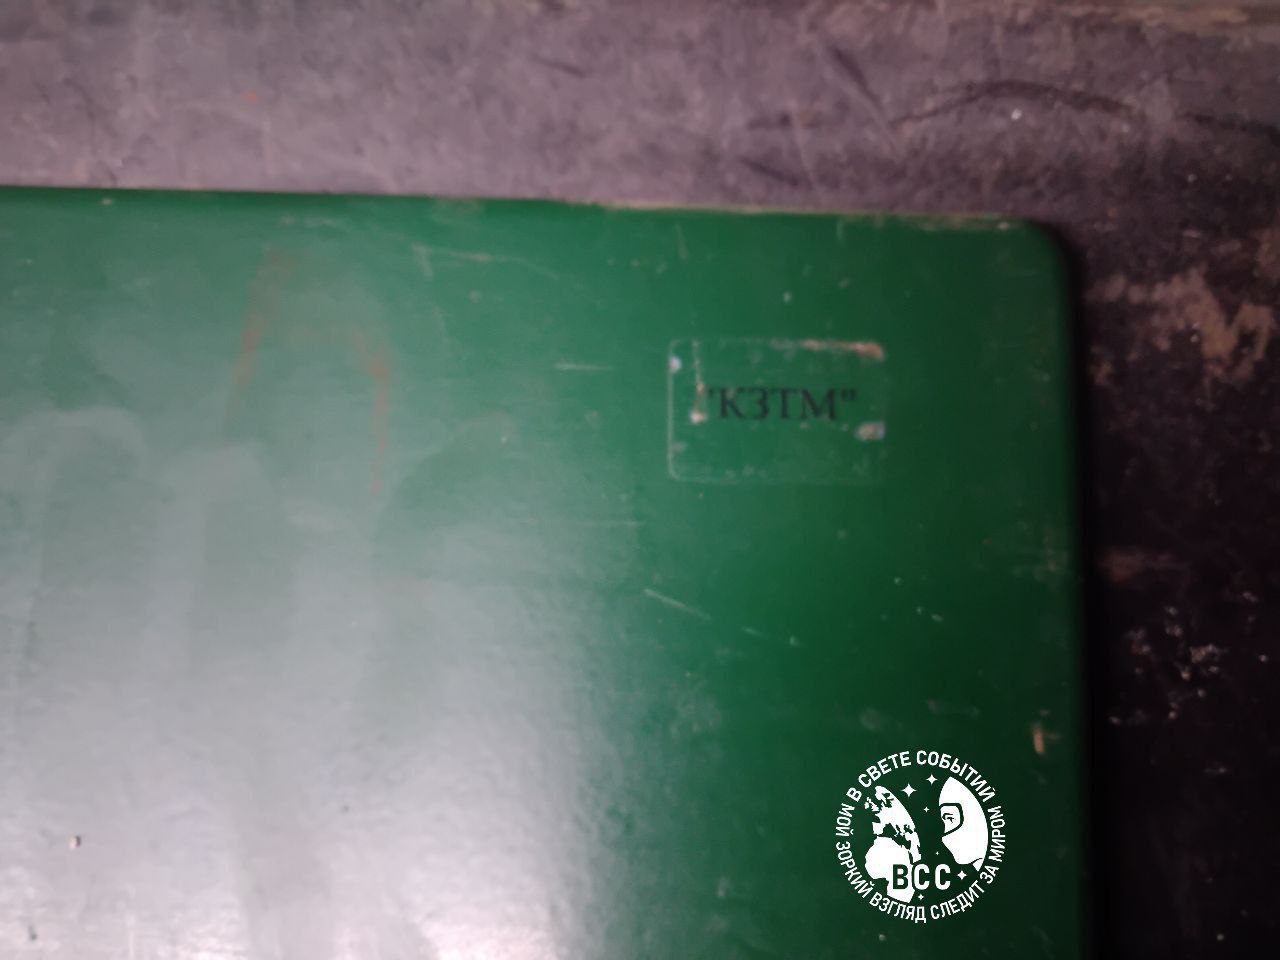 "КЗТМ"
В СВЕТЕ СОБЫТИЙ
ВСС
МОЙ ЗОРКИЙ ВЗГЛЯД СЛЕДИТ ЗА МИРОМ